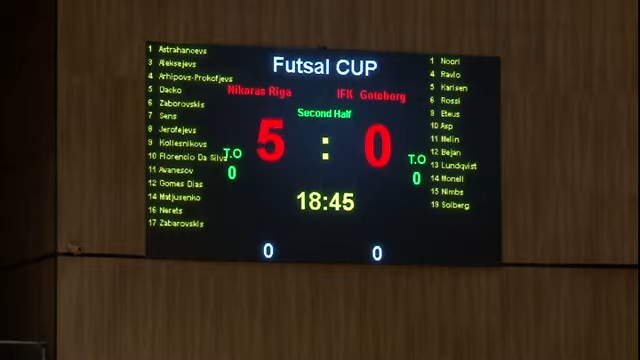 Futsal CUP
Nikaras Riga
IFK Goteborg
Second Half
5 : 0
T.O
0
T.O
0
18:45
0
0
1 Astrahancevs
3 Aleksejevs
4 Arhipovs-Prokofjevs
5 Dacko
6 Zaborovskis
7 Sens
8 Jerofejevs
9 Kollesnikovs
10 Florencio Da Silva
11 Avanesov
12 Gomes Dias
14 Matjusenko
16 Nerets
17 Zabarovskis
1 Noori
4 Ravlo
5 Karlsen
6 Rossi
9 Eteus
10 Asp
11 Melin
12 Bejan
13 Lundqvist
14 Monell
15 Nimbs
19 Solberg